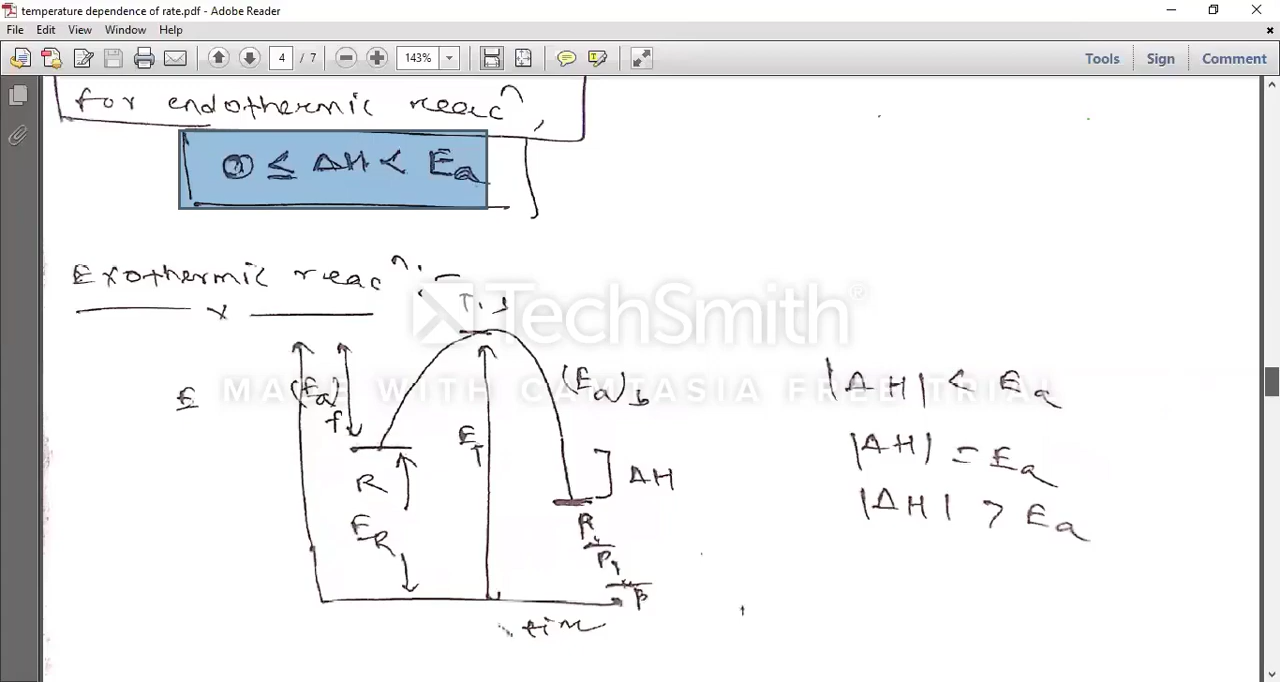 temperature dependence of rate.pdf - Adobe Reader
File Edit View Window Help
4 / 7 143% Tools Sign Comment
for endothermic reacⁿ,
0 ≤ ΔH < Ea
Exothermic reacⁿ :-
T.S
TechSmith®
MADE WITH CAMTASIA FREE TRIAL
E
(Ea)f
(Ea)b
ET
R
ER
ΔH
P
P
P
time
|ΔH| < Ea
|ΔH| = Ea
|ΔH| > Ea